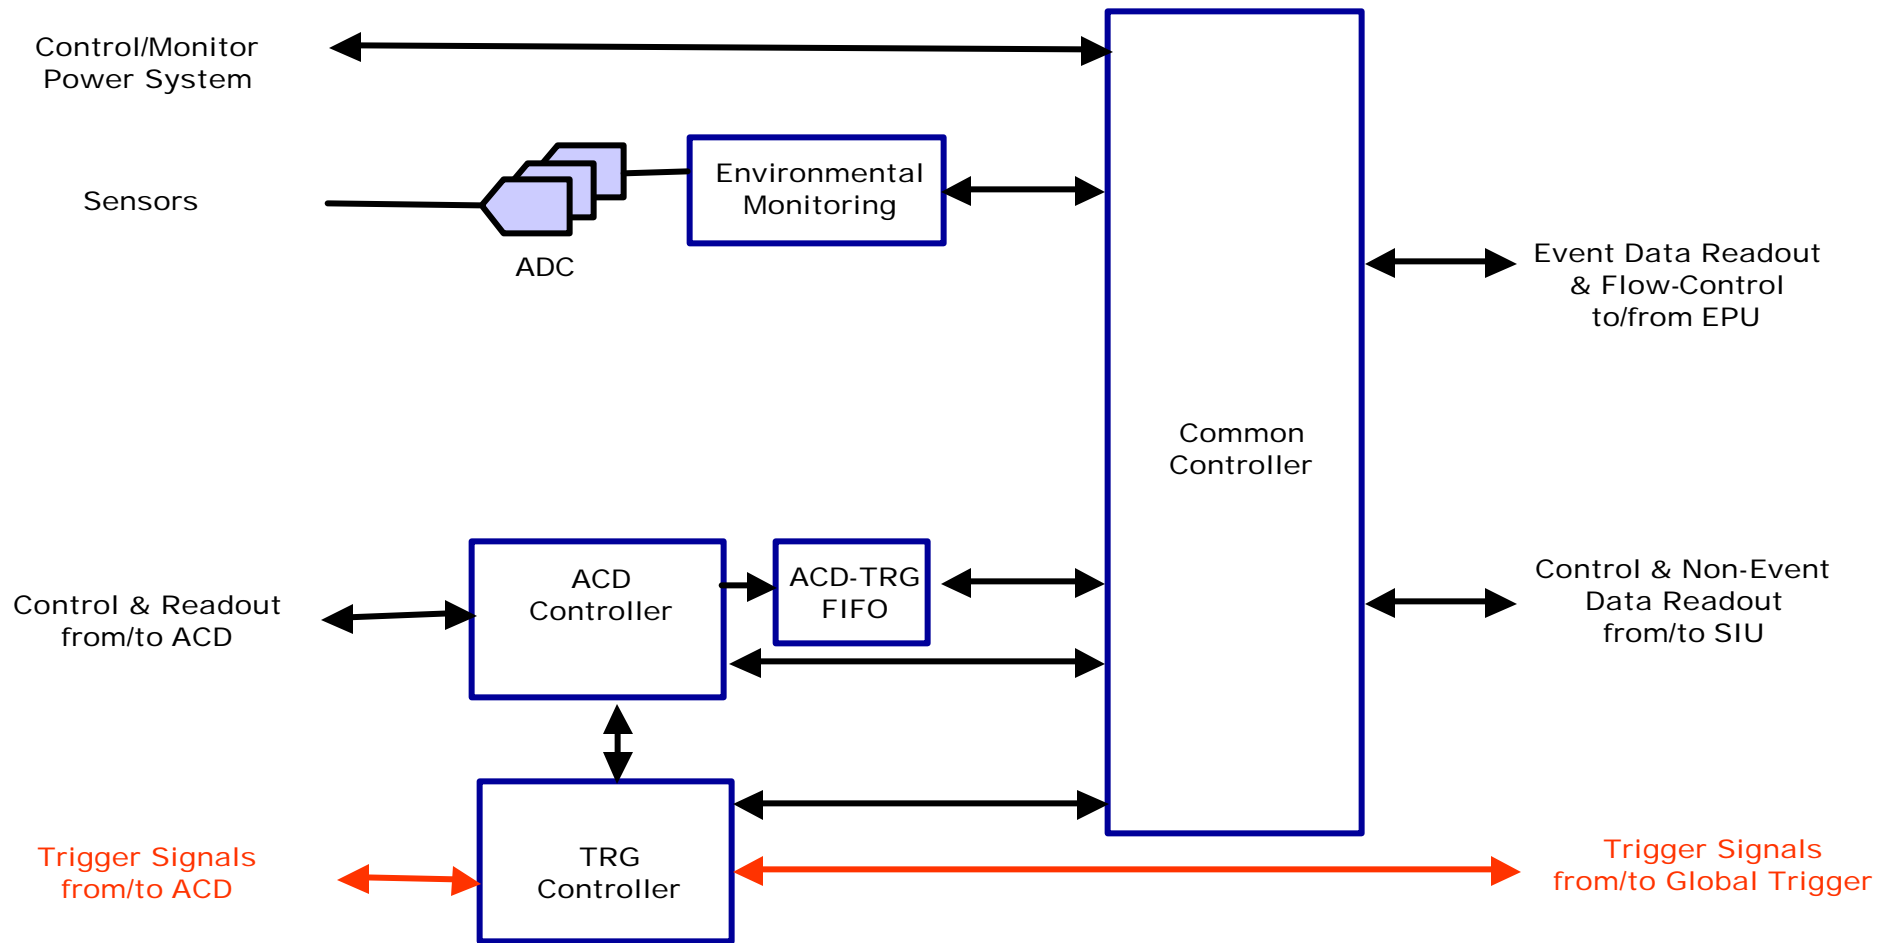 Control/Monitor
Power System
Sensors
ADC
Environmental
Monitoring
Event Data Readout
& Flow-Control
to/from EPU
Common
Controller
ACD
Controller
ACD-TRG
FIFO
Control & Readout
from/to ACD
Control & Non-Event
Data Readout
from/to SIU
TRG
Controller
Trigger Signals
from/to ACD
Trigger Signals
from/to Global Trigger